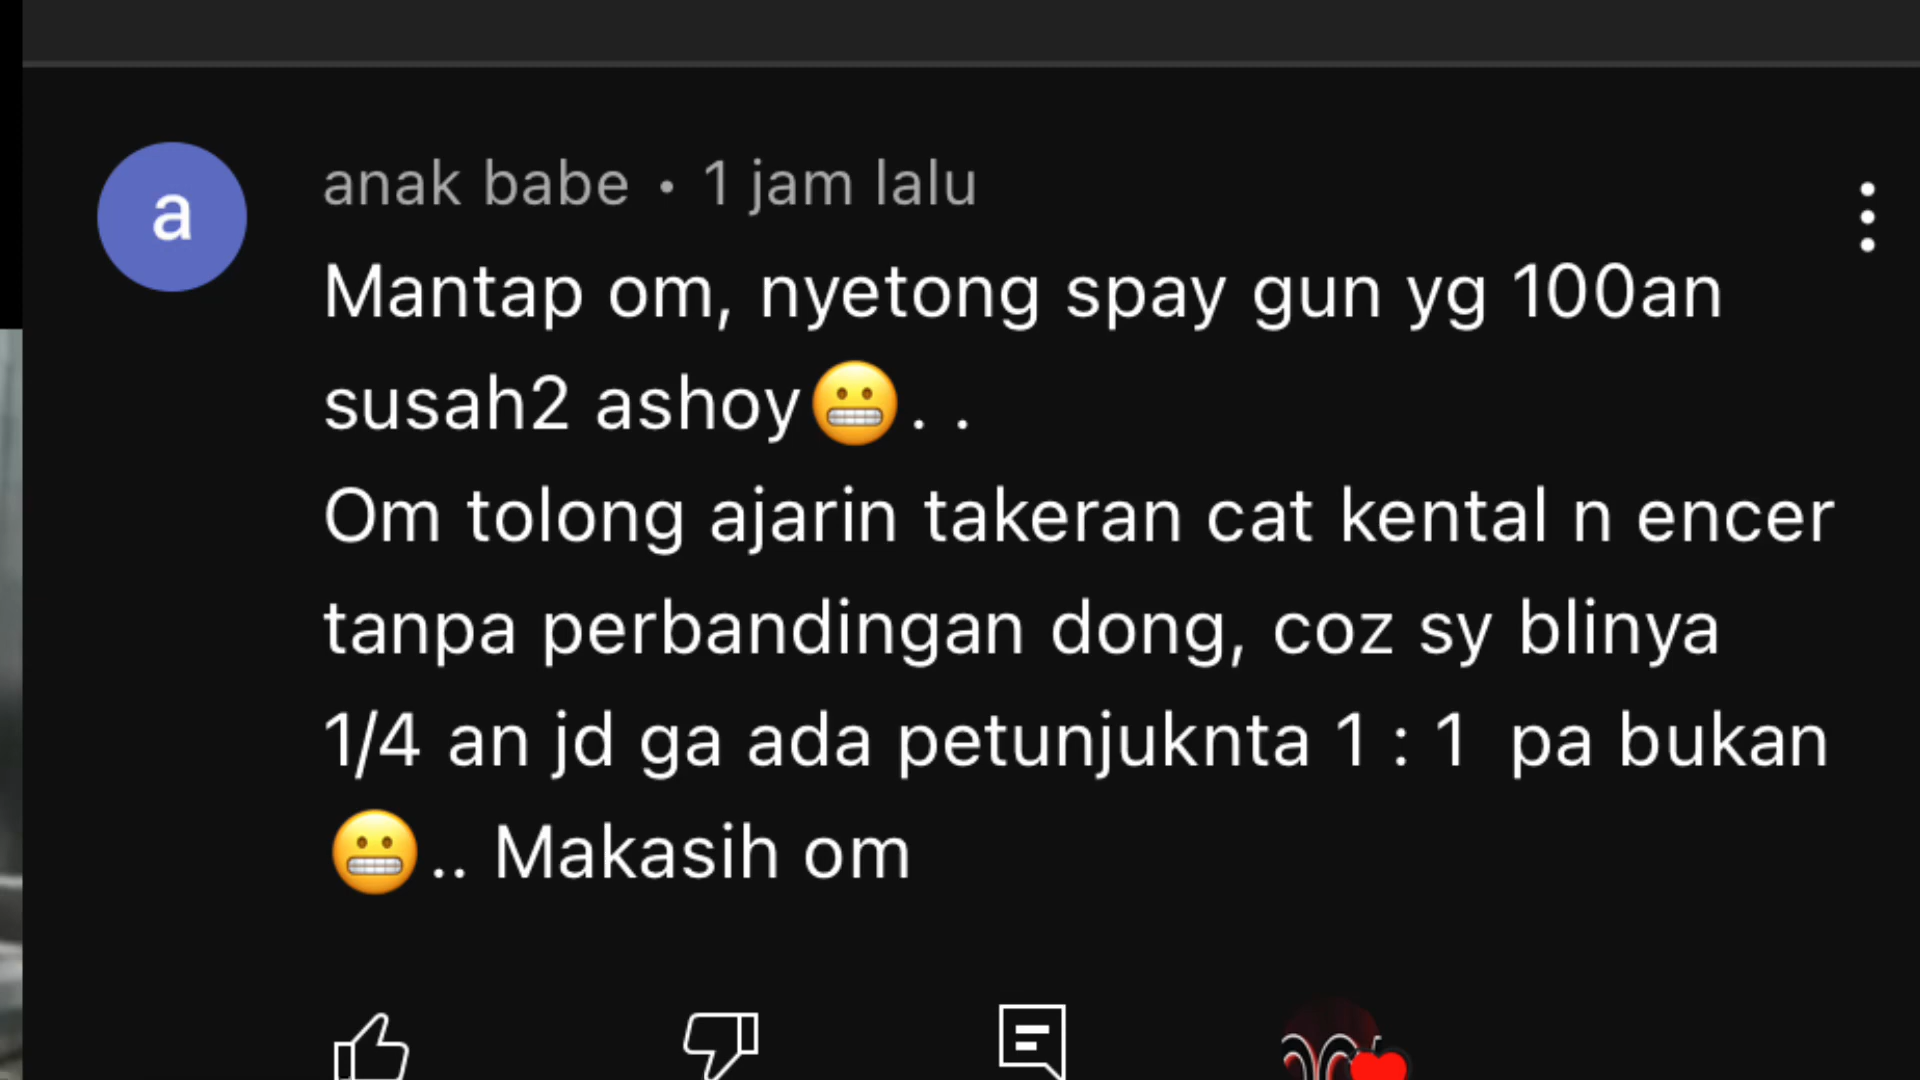 a
anak babe • 1 jam lalu
Mantap om, nyetong spay gun yg 100an
susah2 ashoy😬. .
Om tolong ajarin takeran cat kental n encer
tanpa perbandingan dong, coz sy blinya
1/4 an jd ga ada petunjuknta 1 : 1 pa bukan
😬.. Makasih om